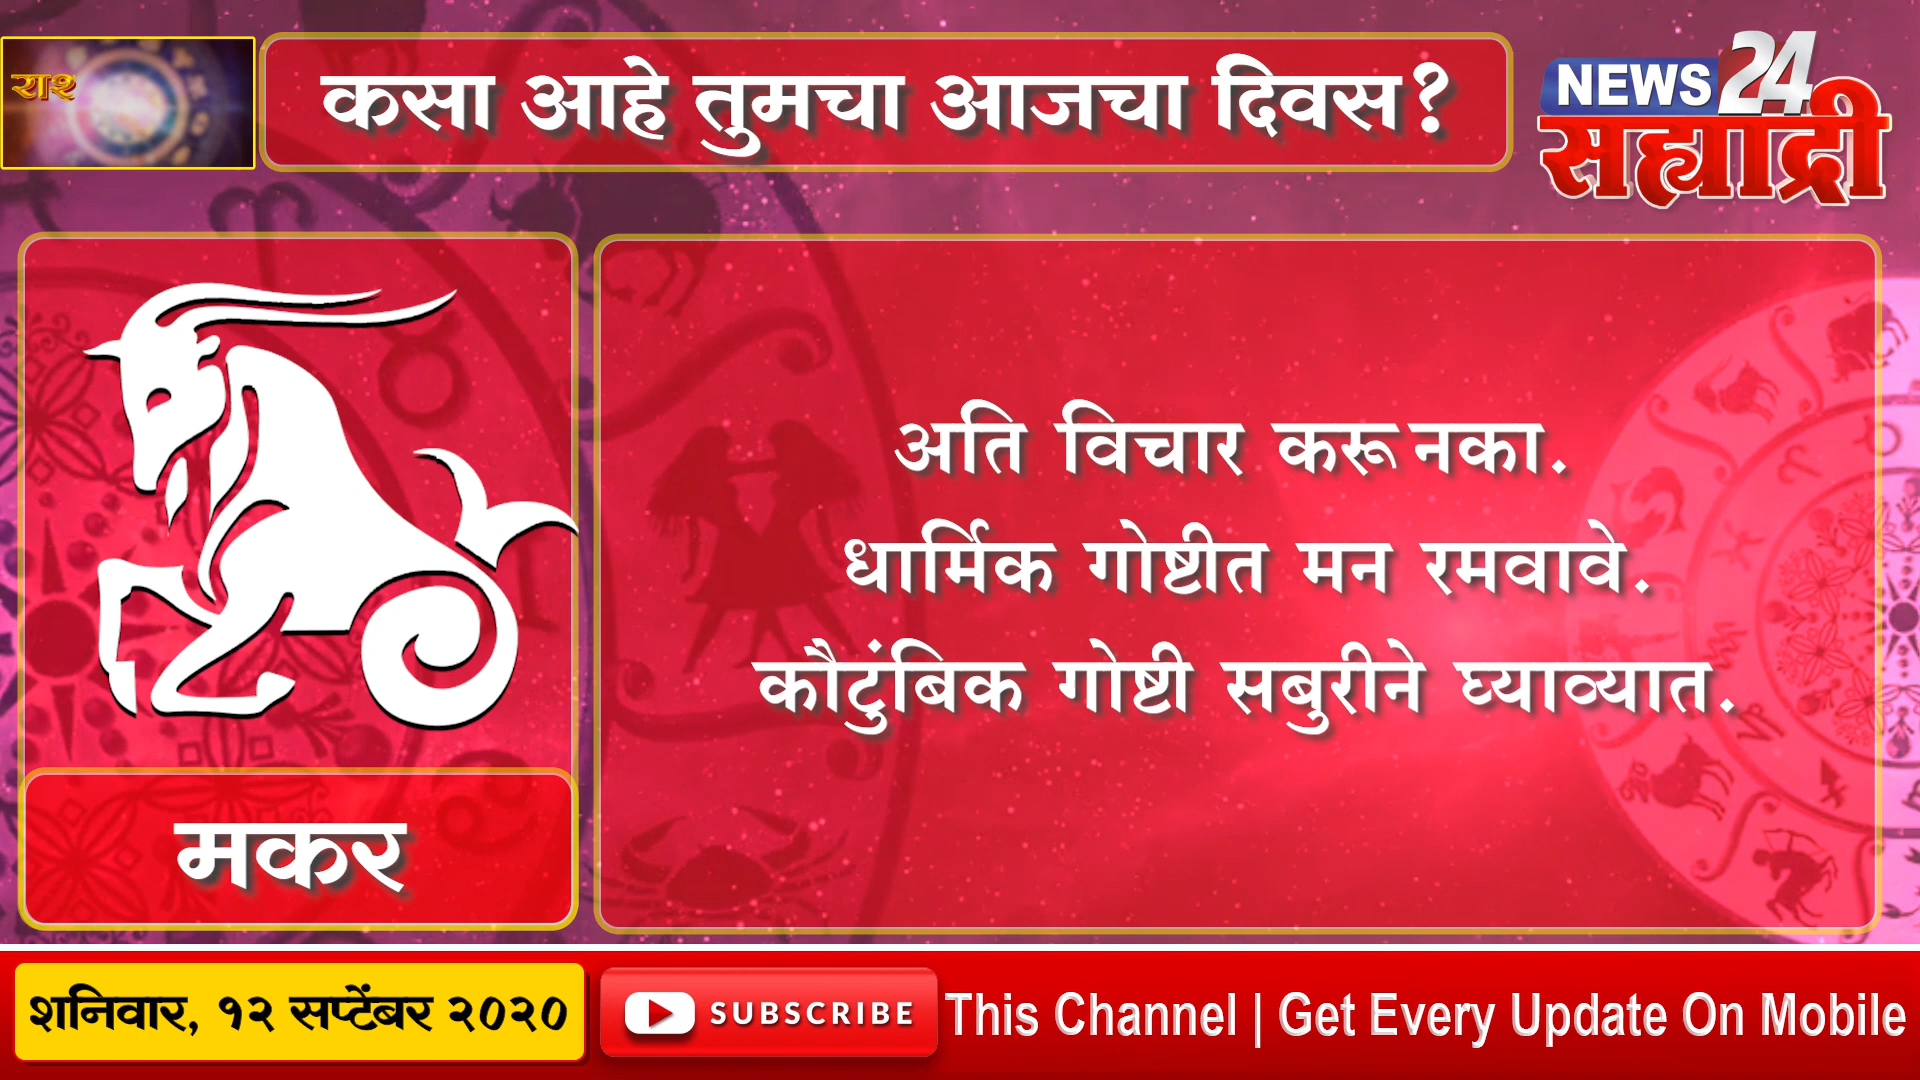 राश
कसा आहे तुमचा आजचा दिवस?
NEWS 24
सह्याद्री
अति विचार करू नका.
धार्मिक गोष्टीत मन रमवावे.
कौटुंबिक गोष्टी सबुरीने घ्याव्यात.
मकर
शनिवार, १२ सप्टेंबर २०२०
SUBSCRIBE
This Channel | Get Every Update On Mobile